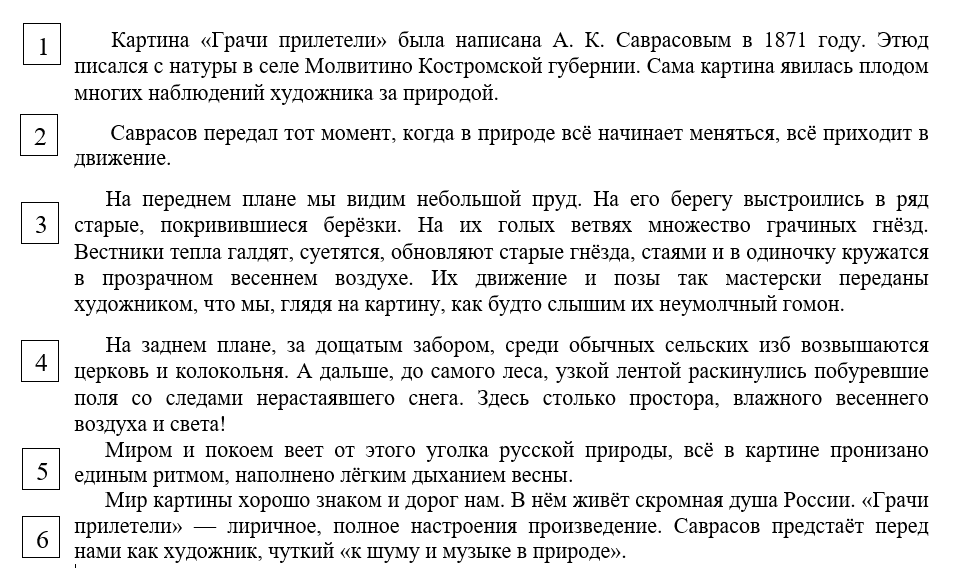 1
Картина «Грачи прилетели» была написана А. К. Саврасовым в 1871 году. Этюд
писался с натуры в селе Молвитино Костромской губернии. Сама картина явилась плодом
многих наблюдений художника за природой.
2
Саврасов передал тот момент, когда в природе всё начинает меняться, всё приходит в
движение.
3
На переднем плане мы видим небольшой пруд. На его берегу выстроились в ряд
старые, покривившиеся берёзки. На их голых ветвях множество грачиных гнёзд.
Вестники тепла галдят, суетятся, обновляют старые гнёзда, стаями и в одиночку кружатся
в прозрачном весеннем воздухе. Их движение и позы так мастерски переданы
художником, что мы, глядя на картину, как будто слышим их неумолчный гомон.
4
На заднем плане, за дощатым забором, среди обычных сельских изб возвышаются
церковь и колокольня. А дальше, до самого леса, узкой лентой раскинулись побуревшие
поля со следами нерастаявшего снега. Здесь столько простора, влажного весеннего
воздуха и света!
5
Миром и покоем веет от этого уголка русской природы, всё в картине пронизано
единым ритмом, наполнено лёгким дыханием весны.
6
Мир картины хорошо знаком и дорог нам. В нём живёт скромная душа России. «Грачи
прилетели» — лиричное, полное настроения произведение. Саврасов предстаёт перед
нами как художник, чуткий «к шуму и музыке в природе».